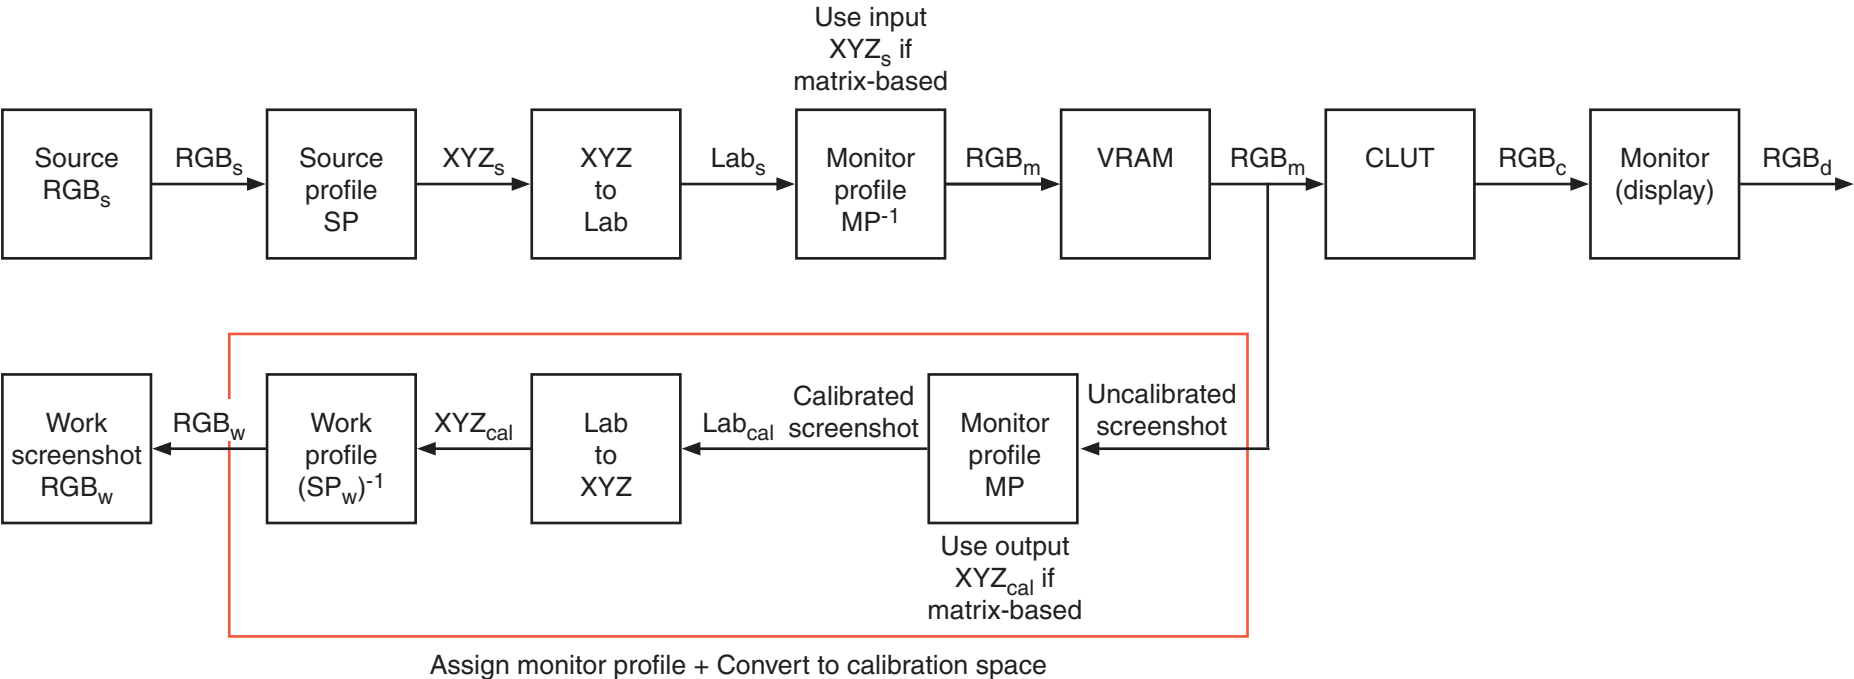 Use input
XYZs if
matrix-based
Source
RGBs
RGBs
Source
profile
SP
XYZs
XYZ
to
Lab
Labs
Monitor
profile
MP-1
RGBm
VRAM
RGBm
CLUT
RGBc
Monitor
(display)
RGBd
Work
screenshot
RGBw
RGBw
Work
profile
(SPw)-1
XYZcal
Lab
to
XYZ
Labcal
Calibrated
screenshot
Monitor
profile
MP
Uncalibrated
screenshot
Use output
XYZcal if
matrix-based
Assign monitor profile + Convert to calibration space